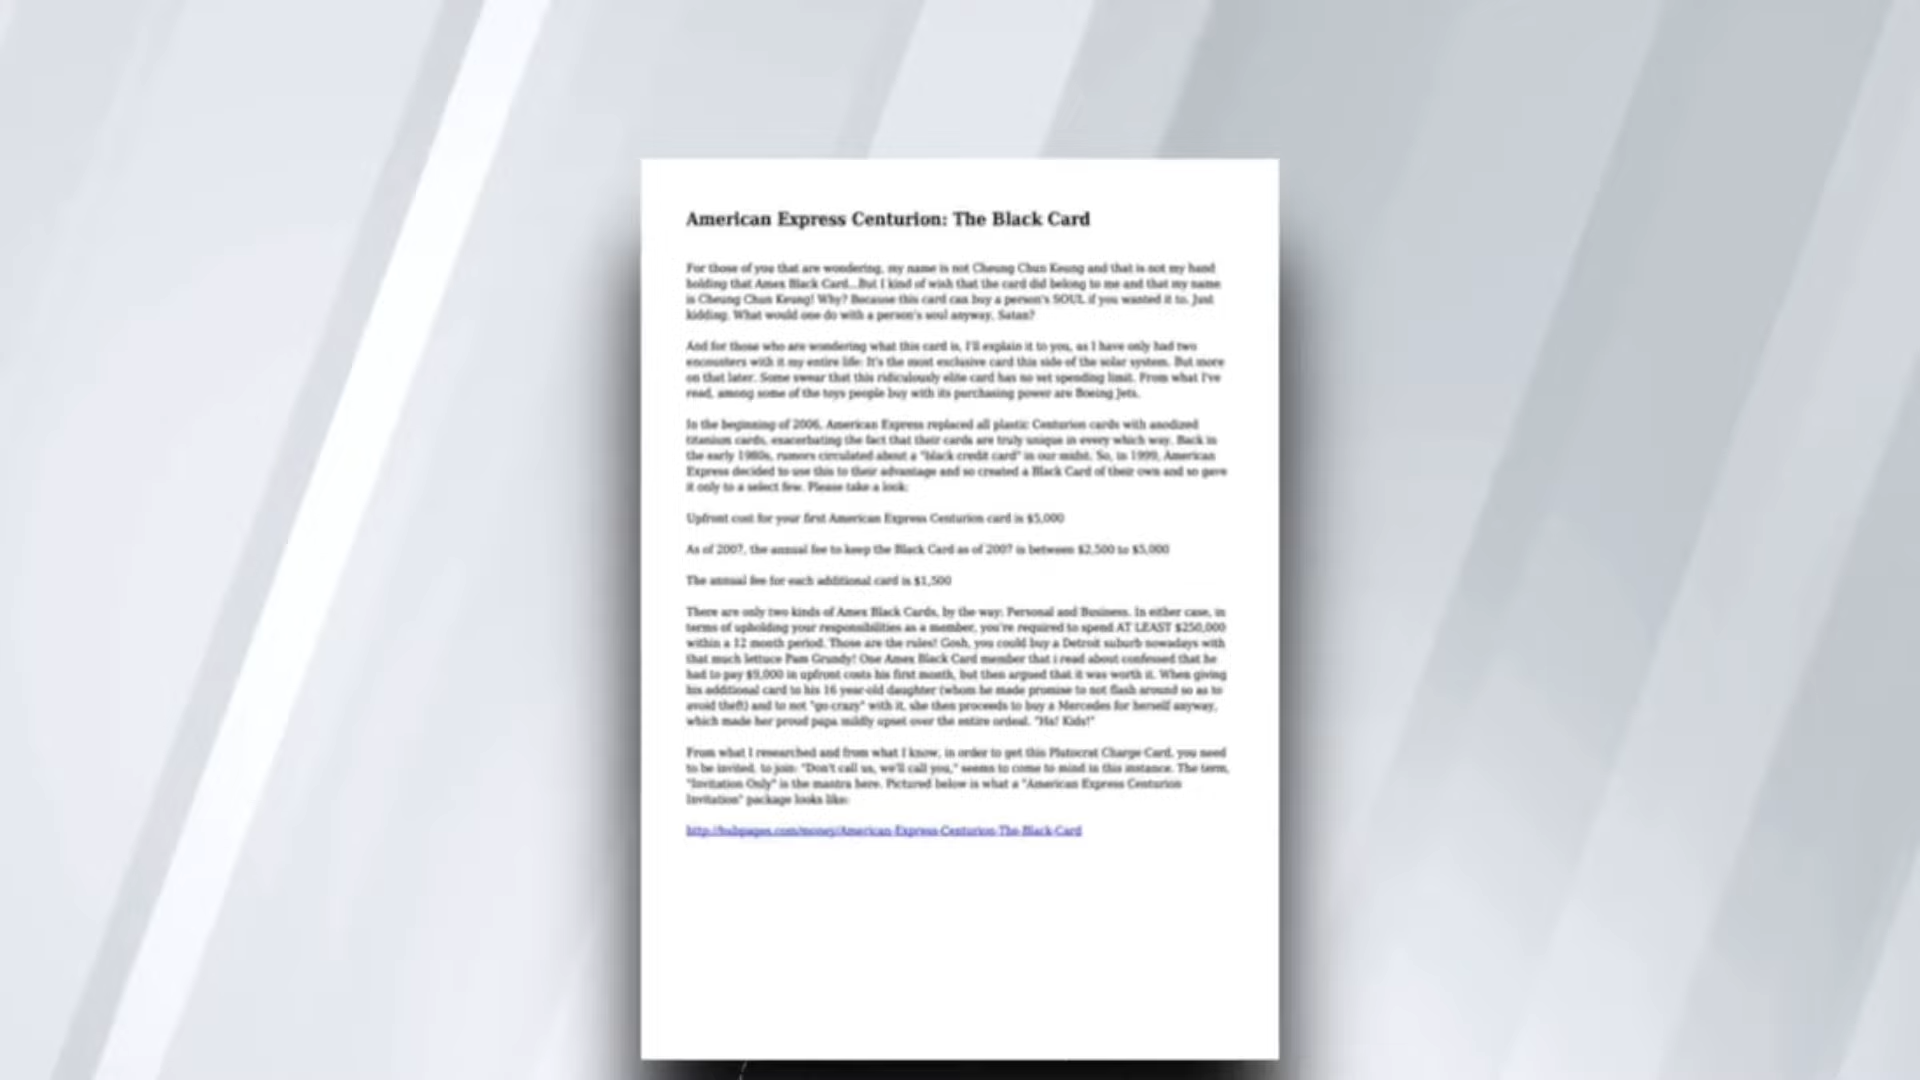 American Express Centurion: The Black Card
For those of you that are wondering, my name is not Cheung Chun Keung and that is not my hand
holding that Amex Black Card...But I kind of wish that the card did belong to me and that my name
is Cheung Chun Keung! Why? Because this card can buy a person's SOUL if you wanted it to. Just
kidding. What would one do with a person's soul anyway, Satan?
And for those who are wondering what this card is, I'll explain it to you, as I have only had two
encounters with it my entire life: It's the most exclusive card this side of the solar system. But more
on that later. Some swear that this ridiculously elite card has no set spending limit. From what I've
read, among some of the toys people buy with its purchasing power are Boeing Jets.
In the beginning of 2006, American Express replaced all plastic Centurion cards with anodized
titanium cards, exacerbating the fact that their cards are truly unique in every which way. Back in
the early 1980s, rumors circulated about a "black credit card" in our midst. So, in 1999, American
Express decided to use this to their advantage and so created a Black Card of their own and so gave
it only to a select few. Please take a look:
Upfront cost for your first American Express Centurion card is $5,000
As of 2007, the annual fee to keep the Black Card as of 2007 is between $2,500 to $5,000
The annual fee for each additional card is $1,500
There are only two kinds of Amex Black Cards, by the way: Personal and Business. In either case, in
terms of upholding your responsibilities as a member, you're required to spend AT LEAST $250,000
within a 12 month period. Those are the rules! Gosh, you could buy a Detroit suburb nowadays with
that much lettuce Pam Grundy! One Amex Black Card member that i read about confessed that he
had to pay $9,000 in upfront costs his first month, but then argued that it was worth it. When giving
his additional card to his 16 year-old daughter (whom he made promise to not flash around so as to
avoid theft) and to not "go crazy" with it, she then proceeds to buy a Mercedes for herself anyway,
which made her proud papa mildly upset over the entire ordeal. "Ha! Kids!"
From what I researched and from what I know, in order to get this Plutocrat Charge Card, you need
to be invited, to join: "Don't call us, we'll call you," seems to come to mind in this instance. The term,
"Invitation Only" is the mantra here. Pictured below is what a "American Express Centurion
Invitation" package looks like:
http://hubpages.com/money/American-Express-Centurion-The-Black-Card